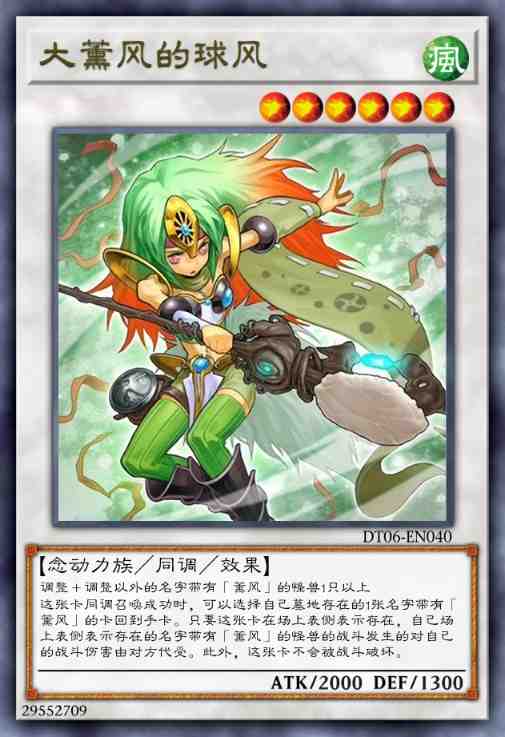 大薰风的球风
瘋
DT06-EN040
【念动力族／同调／效果】
调整＋调整以外的名字带有「薰风」的怪兽1只以上
这张卡同调召唤成功时，可以选择自己墓地存在的1张名字带有「
薰风」的卡回到手卡。只要这张卡在场上表侧表示存在，自己场
上表侧表示存在的名字带有「薰风」的怪兽的战斗发生的对自己
的战斗伤害由对方代受。此外，这张卡不会被战斗破坏。
ATK/2000 DEF/1300
29552709